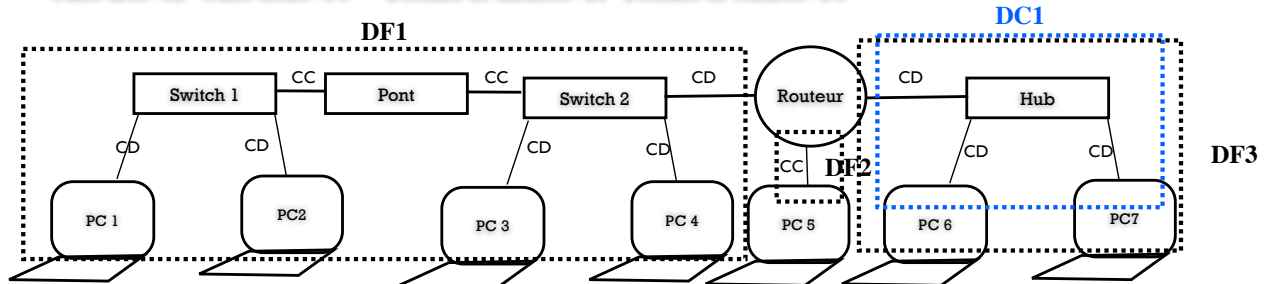 DC1
DF1
CC CC CD CD
Switch 1 Pont Switch 2 Routeur Hub
CD CD CD CD CC DF2 CD CD DF3
PC 1 PC2 PC 3 PC 4 PC 5 PC 6 PC7